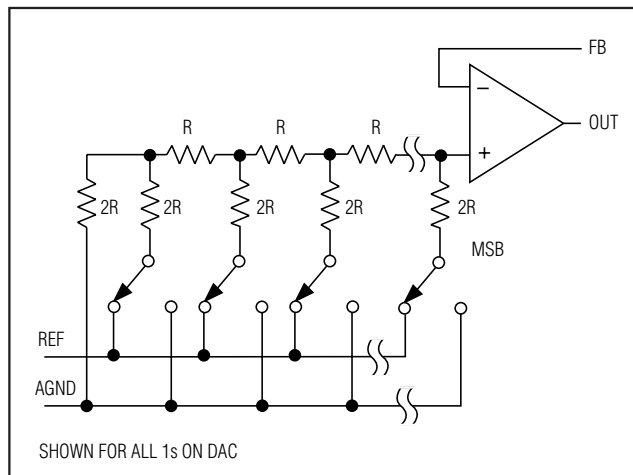 FB
−
OUT
+
R
R
R
2R
2R
2R
2R
2R
MSB
REF
AGND
SHOWN FOR ALL 1s ON DAC